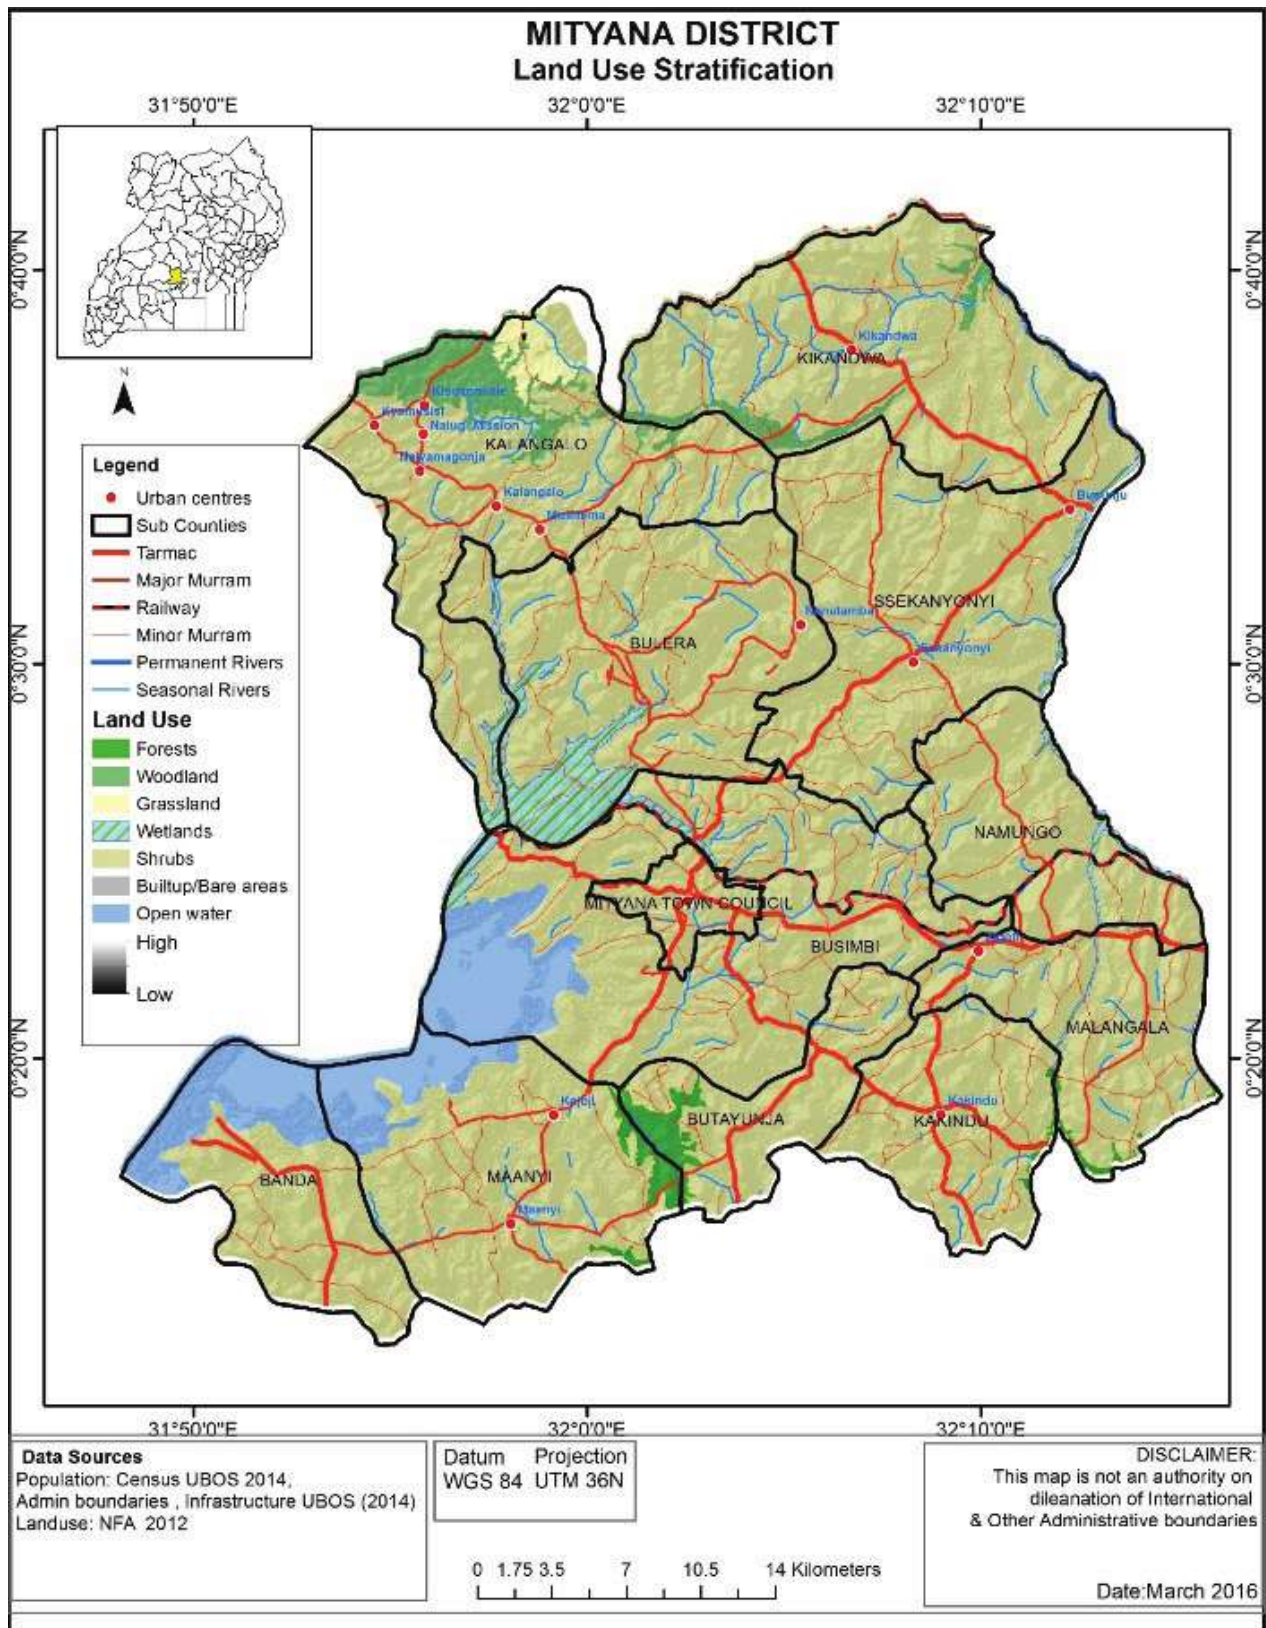 MITYANA DISTRICT
Land Use Stratification
31°50'0"E
32°0'0"E
32°10'0"E
0°40'0"N
0°40'0"N
N
Kikandwa
KIKANDWA
Nalugi Mission
KALANGALO
Kalangalo
SSEKANYONYI
BULERA
0°30'0"N
0°30'0"N
NAMUNGO
MITYANA TOWN COUNCIL
BUSIMBI
MALANGALA
0°20'0"N
0°20'0"N
BUTAYUNJA
Kakindu
KAKINDU
MAANYI
BANDA
Maanyi
Legend
Urban centres
Sub Counties
Tarmac
Major Murram
Railway
Minor Murram
Permanent Rivers
Seasonal Rivers
Land Use
Forests
Woodland
Grassland
Wetlands
Shrubs
Builtup/Bare areas
Open water
High
Low
31°50'0"E
32°0'0"E
32°10'0"E
Data Sources
Population: Census UBOS 2014,
Admin boundaries , Infrastructure UBOS (2014)
Landuse: NFA 2012
Datum Projection
WGS 84 UTM 36N
0 1.75 3.5 7 10.5 14 Kilometers
DISCLAIMER:
This map is not an authority on
dileanation of International
& Other Administrative boundaries
Date:March 2016